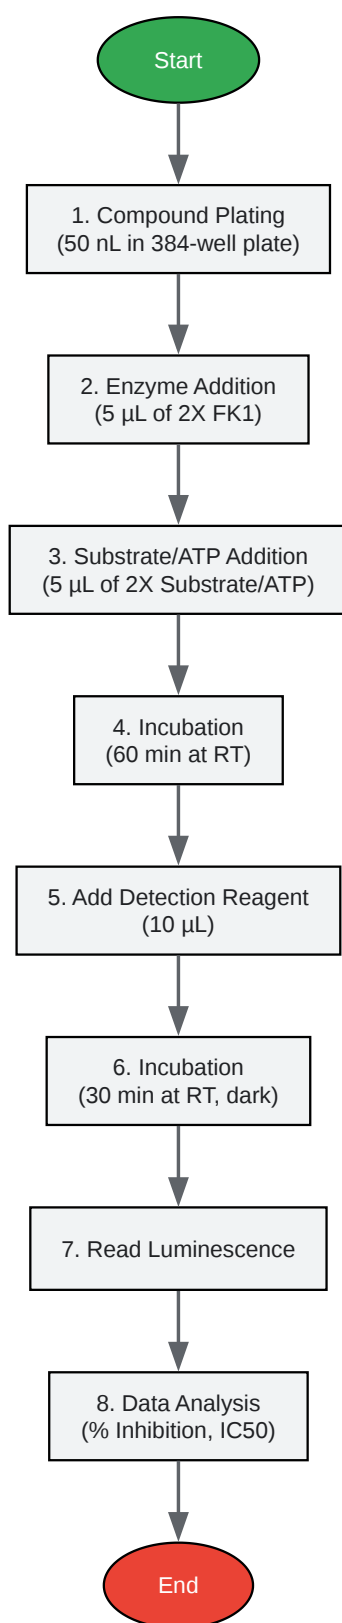 Start
1. Compound Plating
(50 nL in 384-well plate)
2. Enzyme Addition
(5 µL of 2X FK1)
3. Substrate/ATP Addition
(5 µL of 2X Substrate/ATP)
4. Incubation
(60 min at RT)
5. Add Detection Reagent
(10 µL)
6. Incubation
(30 min at RT, dark)
7. Read Luminescence
8. Data Analysis
(% Inhibition, IC50)
End